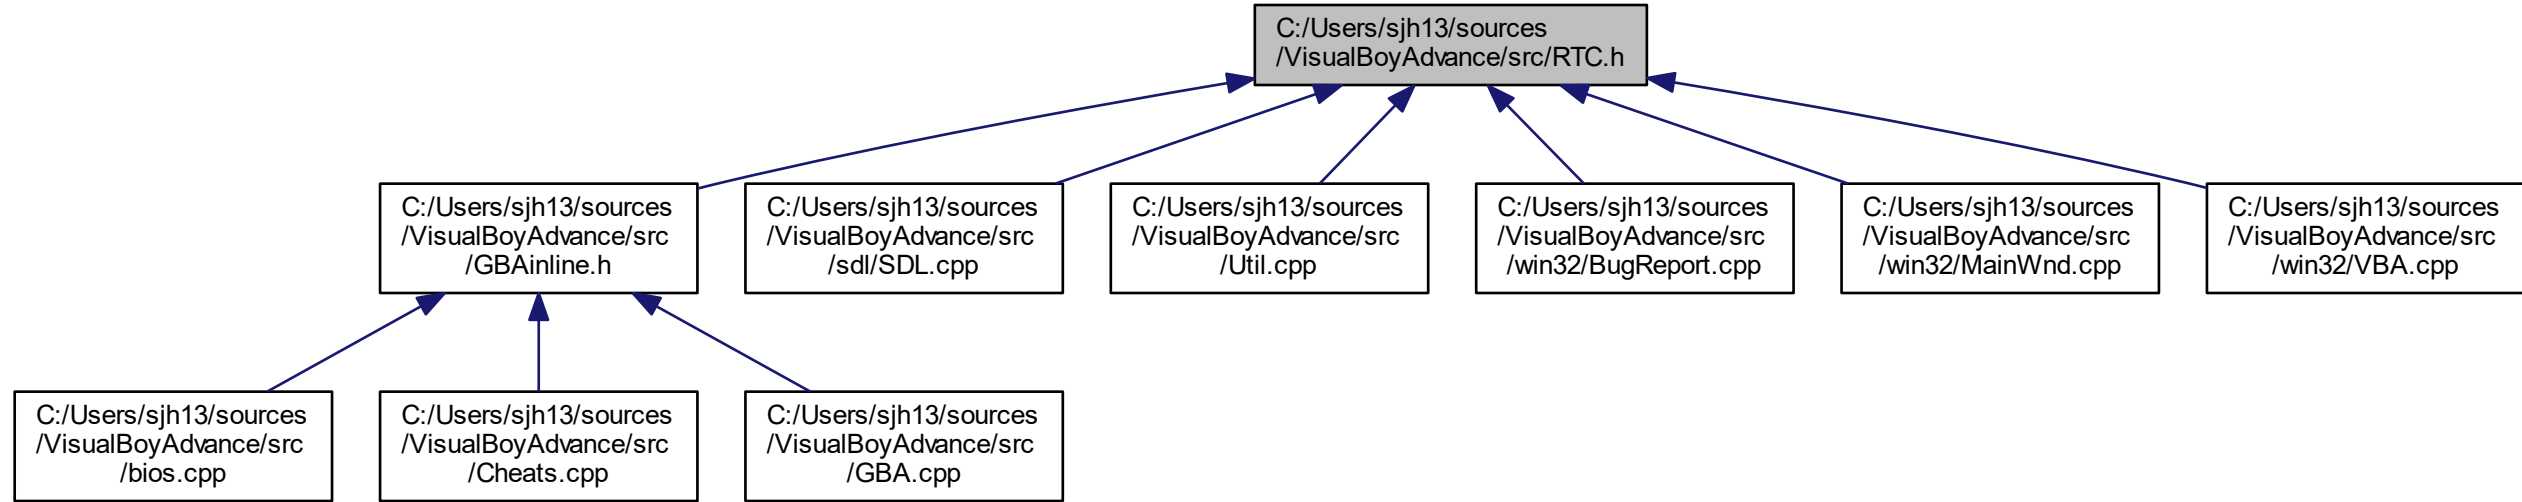 C:/Users/sjh13/sources
/VisualBoyAdvance/src/RTC.h
C:/Users/sjh13/sources
/VisualBoyAdvance/src
/GBAinline.h
C:/Users/sjh13/sources
/VisualBoyAdvance/src
/sdl/SDL.cpp
C:/Users/sjh13/sources
/VisualBoyAdvance/src
/Util.cpp
C:/Users/sjh13/sources
/VisualBoyAdvance/src
/win32/BugReport.cpp
C:/Users/sjh13/sources
/VisualBoyAdvance/src
/win32/MainWnd.cpp
C:/Users/sjh13/sources
/VisualBoyAdvance/src
/win32/VBA.cpp
C:/Users/sjh13/sources
/VisualBoyAdvance/src
/bios.cpp
C:/Users/sjh13/sources
/VisualBoyAdvance/src
/Cheats.cpp
C:/Users/sjh13/sources
/VisualBoyAdvance/src
/GBA.cpp